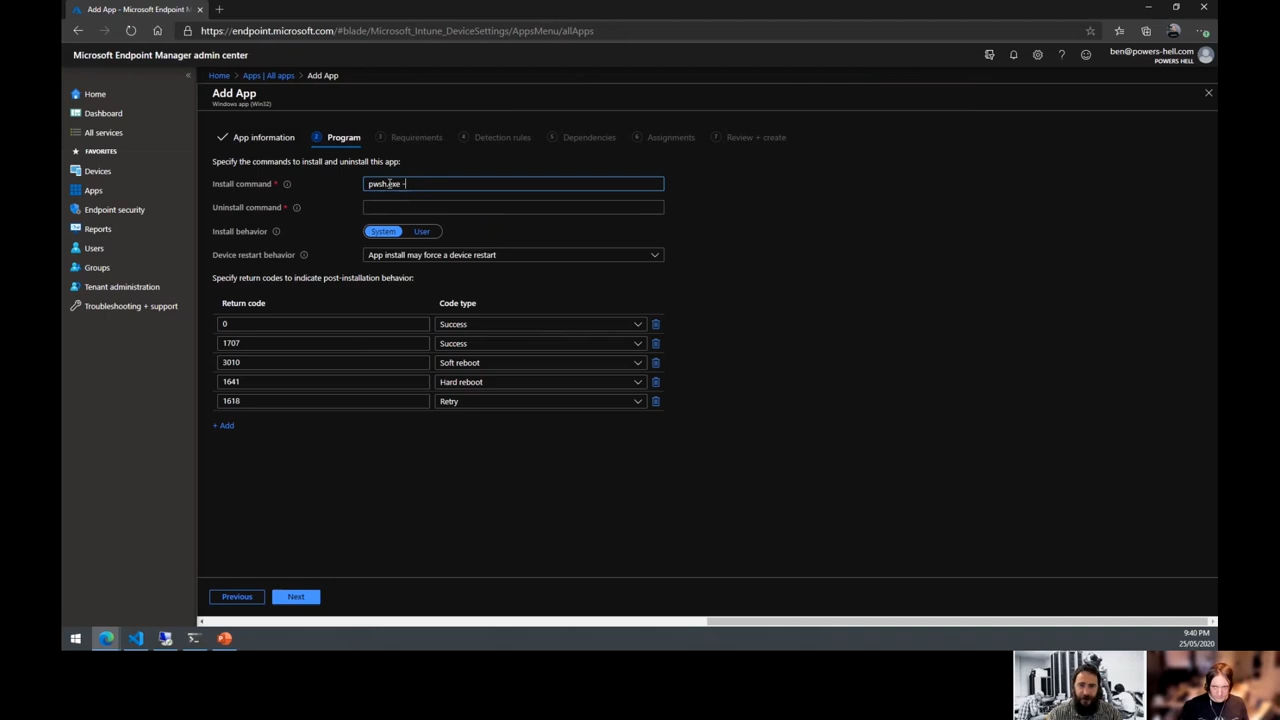 Add App - Microsoft Endpoint M
https://endpoint.microsoft.com/#blade/Microsoft_Intune_DeviceSettings/AppsMenu/allApps
Microsoft Endpoint Manager admin center
ben@powers-hell.com
POWERS HELL
Home > Apps | All apps > Add App
Add App
Windows app (Win32)
Home
Dashboard
All services
FAVORITES
Devices
Apps
Endpoint security
Reports
Users
Groups
Tenant administration
Troubleshooting + support
App information
2 Program
3 Requirements
4 Detection rules
5 Dependencies
6 Assignments
7 Review + create
Specify the commands to install and uninstall this app:
Install command * pwsh.exe -
Uninstall command *
Install behavior System User
Device restart behavior App install may force a device restart
Specify return codes to indicate post-installation behavior:
Return code Code type
0 Success
1707 Success
3010 Soft reboot
1641 Hard reboot
1618 Retry
+ Add
Previous Next
9:40 PM
25/05/2020